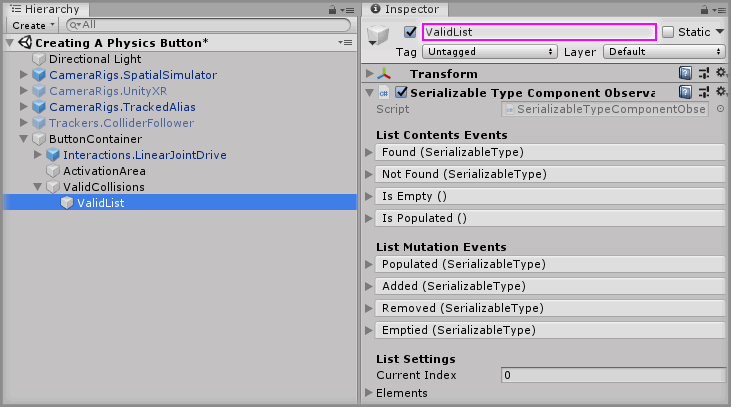 Hierarchy
Create
All
Creating A Physics Button*
Directional Light
CameraRigs.SpatialSimulator
CameraRigs.UnityXR
CameraRigs.TrackedAlias
Trackers.ColliderFollower
ButtonContainer
Interactions.LinearJointDrive
ActivationArea
ValidCollisions
ValidList
Inspector
ValidList
Static
Tag Untagged Layer Default
Transform
Serializable Type Component Observa
Script SerializableTypeComponentObse
List Contents Events
Found (SerializableType)
Not Found (SerializableType)
Is Empty ()
Is Populated ()
List Mutation Events
Populated (SerializableType)
Added (SerializableType)
Removed (SerializableType)
Emptied (SerializableType)
List Settings
Current Index 0
Elements